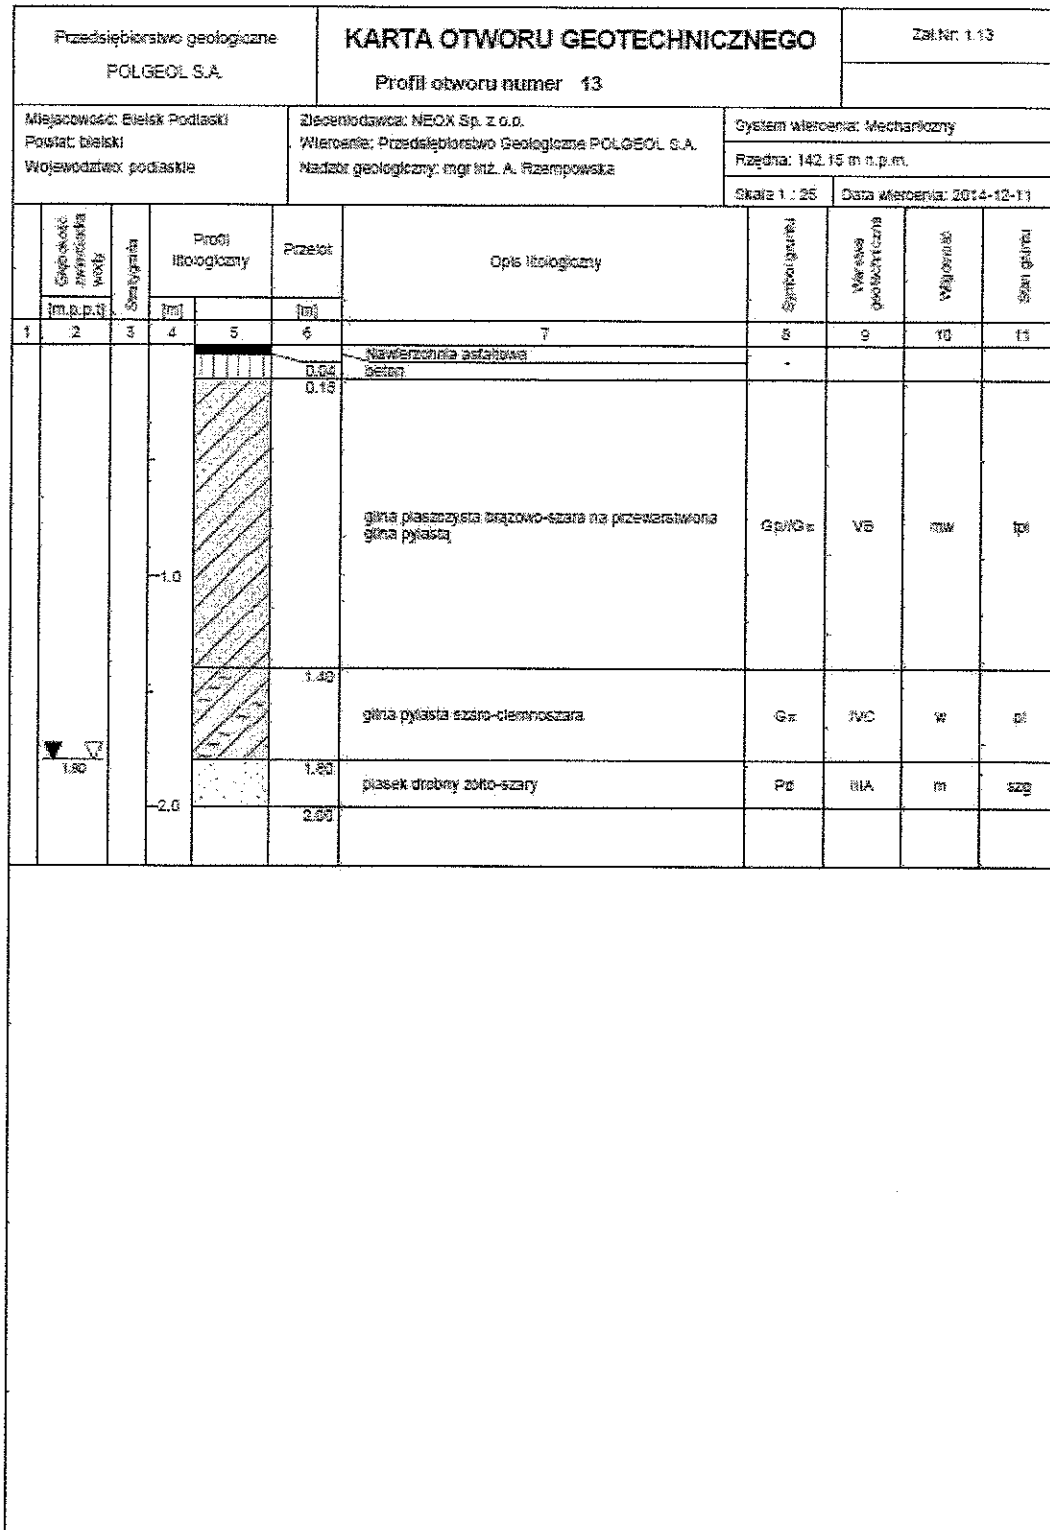 Przedsiębiorstwo geologiczne
POLGEOL S.A.
KARTA OTWORU GEOTECHNICZNEGO
Profil otworu numer 13
Zał.Nr: 1.13
Miejscowość: Bielsk Podlaski
Powiat: bielski
Województwo: podlaskie
Zleceniodawca: NEOX Sp. z o.o.
Wiercenie: Przedsiębiorstwo Geologiczne POLGEOL S.A.
Nadzór geologiczny: mgr inż. A. Rzempowska
System wiercenia: Mechaniczny
Rzędna: 142.15 m n.p.m.
Skala 1 : 25
Data wiercenia: 2014-12-11
Głębokość zwierciadła wody
[m.p.p.t]
Stratygrafia
Profil litologiczny
[m]
Przelot
[m]
Opis litologiczny
Symbol gruntu
Warstwa geotechniczna
Wilgotność
Stan gruntu
1 2 3 4 5 6 7 8 9 10 11
Nawierzchnia asfaltowa
0.04
beton
-
0.15
glina piaszczysta brązowo-szara na przewarstwiona
glina pylastą
Gp//Gπ
VB
mw
tpl
1.0
1.40
glina pylasta szaro-ciemnoszara
Gπ
IVC
w
pl
1.80
1.80
piasek drobny żółto-szary
Pd
IIIA
m
szg
2.0
2.00